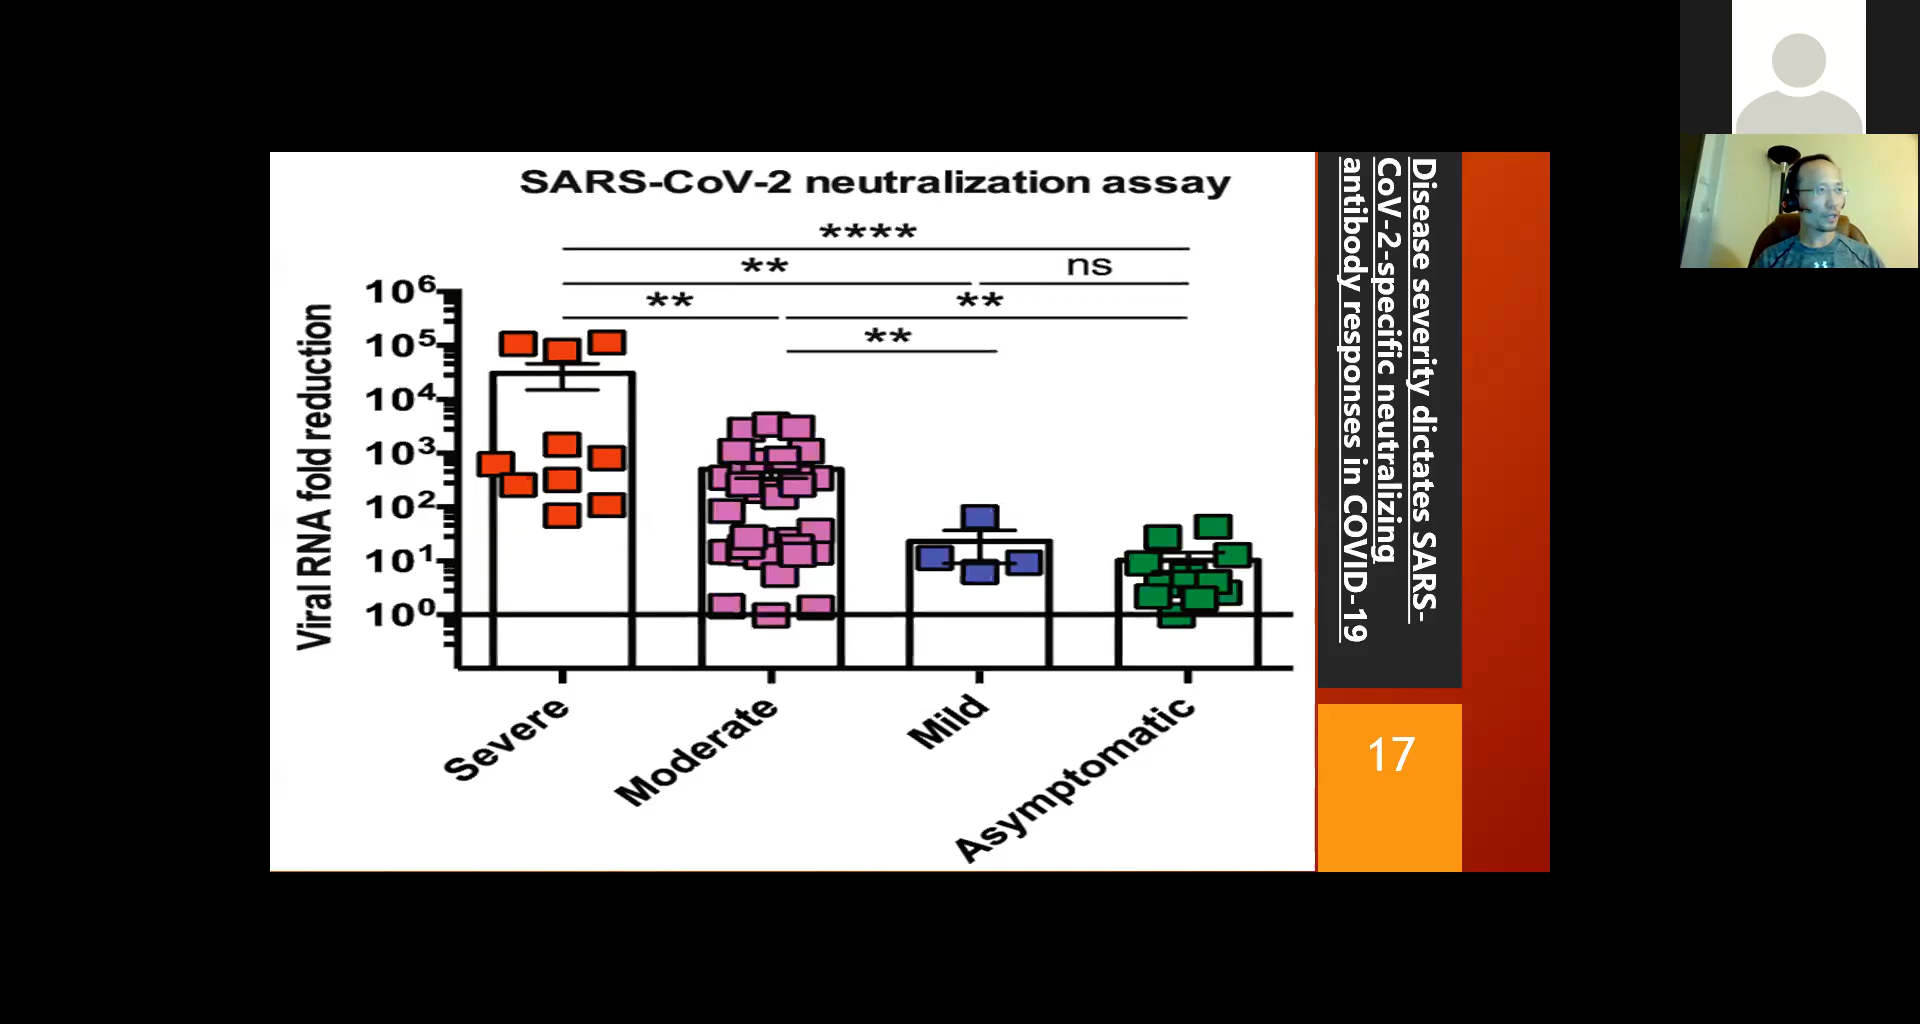 SARS-CoV-2 neutralization assay
****
** ns
** **
**
Viral RNA fold reduction
10⁶
10⁵
10⁴
10³
10²
10¹
10⁰
Severe
Moderate
Mild
Asymptomatic
Disease severity dictates SARS-
CoV-2-specific neutralizing
antibody responses in COVID-19
17